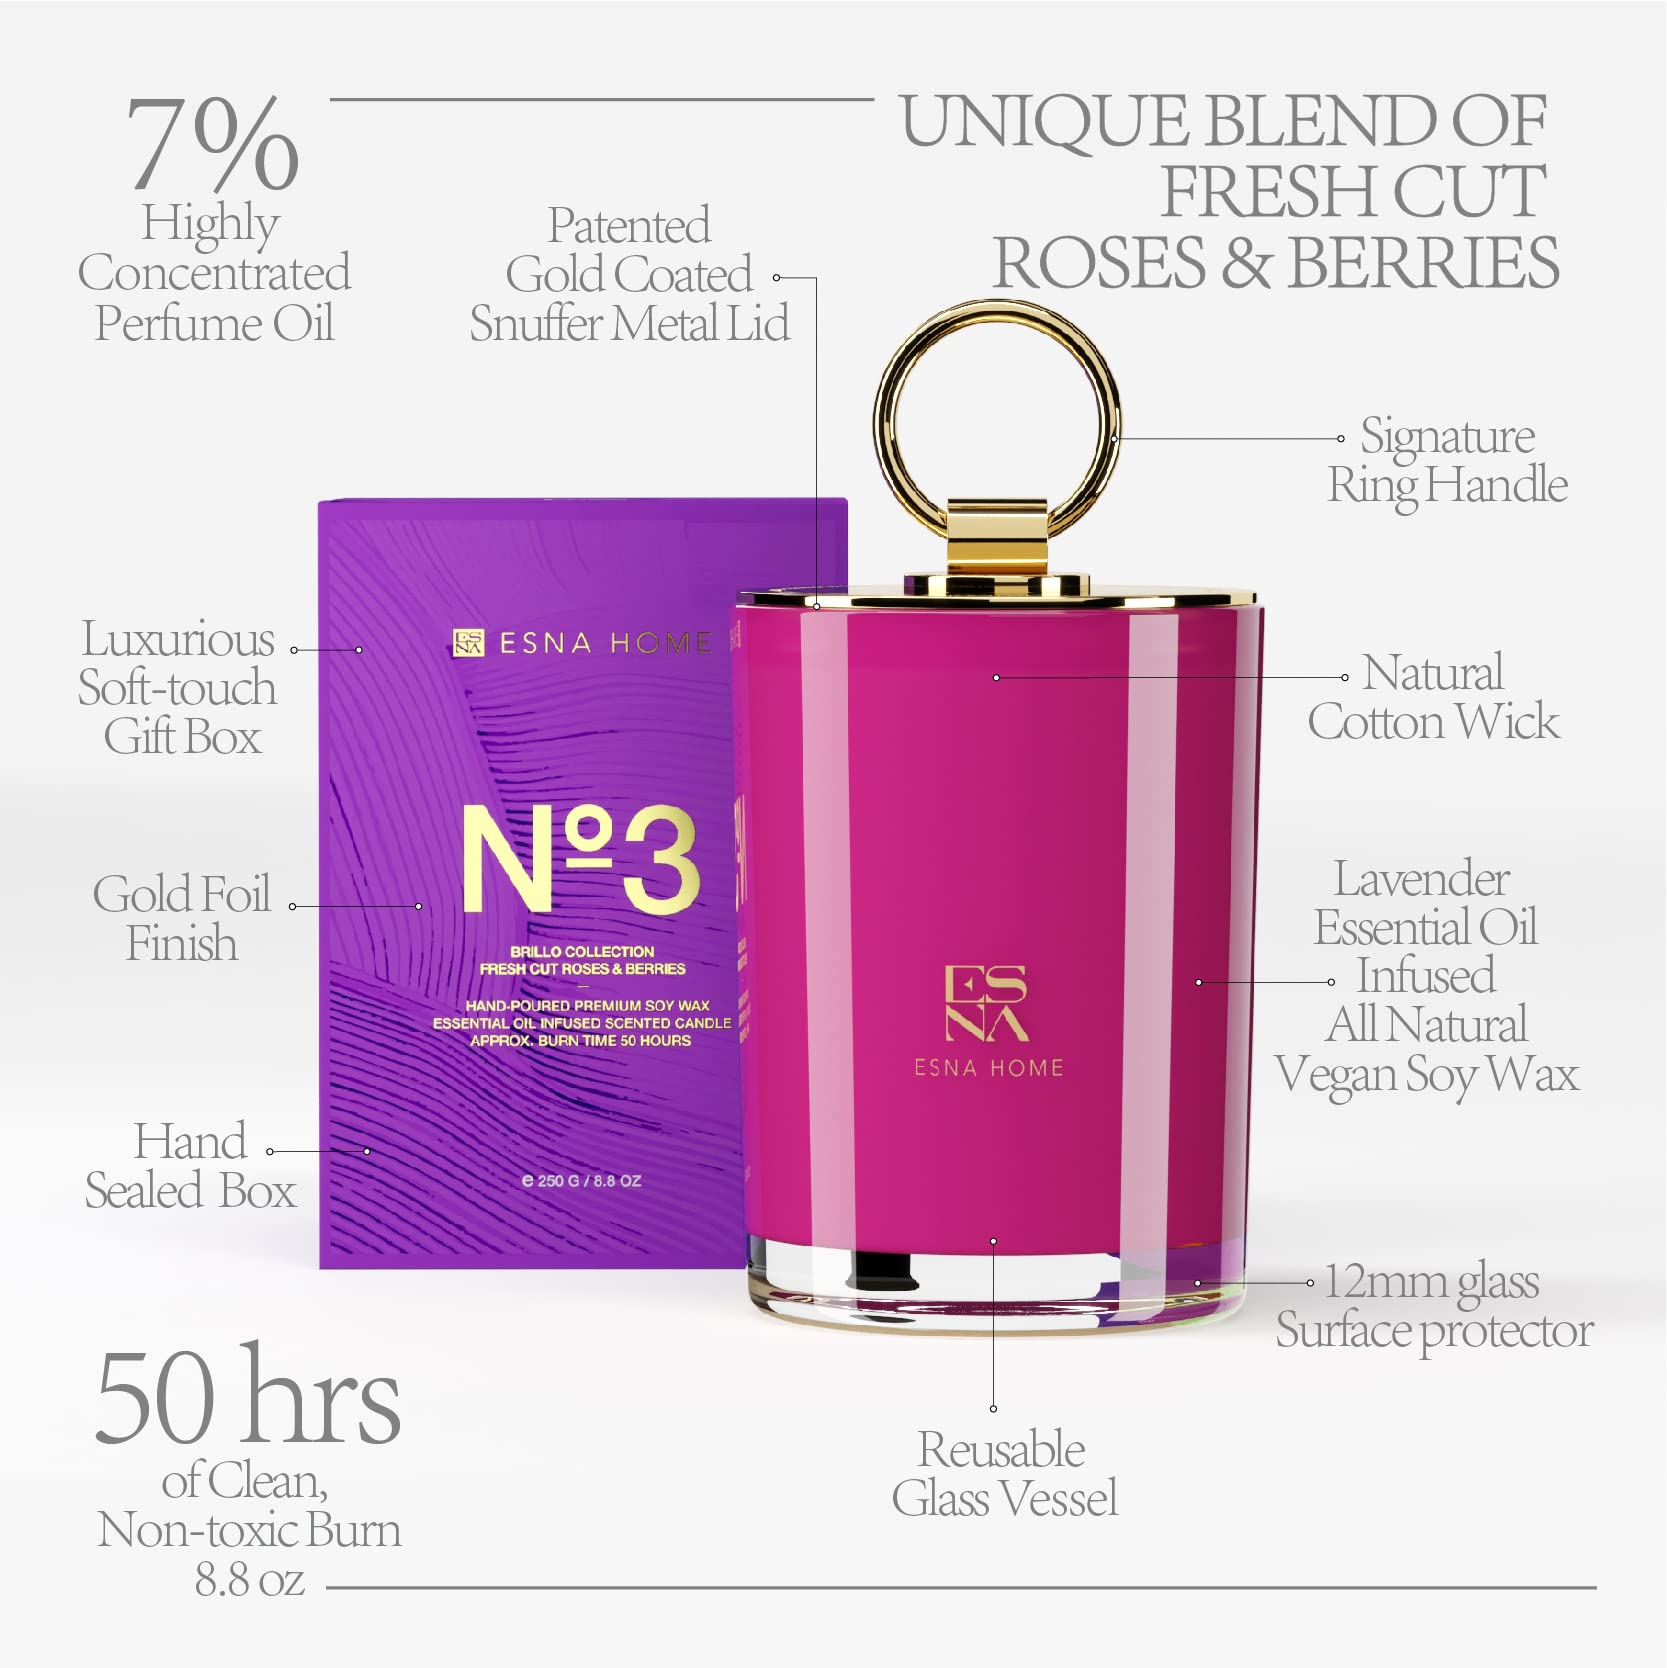 7%
Highly
Concentrated
Perfume Oil
UNIQUE BLEND OF
FRESH CUT
ROSES & BERRIES
Patented
Gold Coated
Snuffer Metal Lid
Signature
Ring Handle
Luxurious
Soft-touch
Gift Box
Natural
Cotton Wick
Gold Foil
Finish
Lavender
Essential Oil
Infused
All Natural
Vegan Soy Wax
Hand
Sealed Box
12mm glass
Surface protector
Reusable
Glass Vessel
50 hrs
of Clean,
Non-toxic Burn
8.8 oz
ES
NA
ESNA HOME
Nº3
BRILLO COLLECTION
FRESH CUT ROSES & BERRIES
HAND-POURED PREMIUM SOY WAX
ESSENTIAL OIL INFUSED SCENTED CANDLE
APPROX. BURN TIME 50 HOURS
e 250 G / 8.8 OZ
ES
NA
ESNA HOME